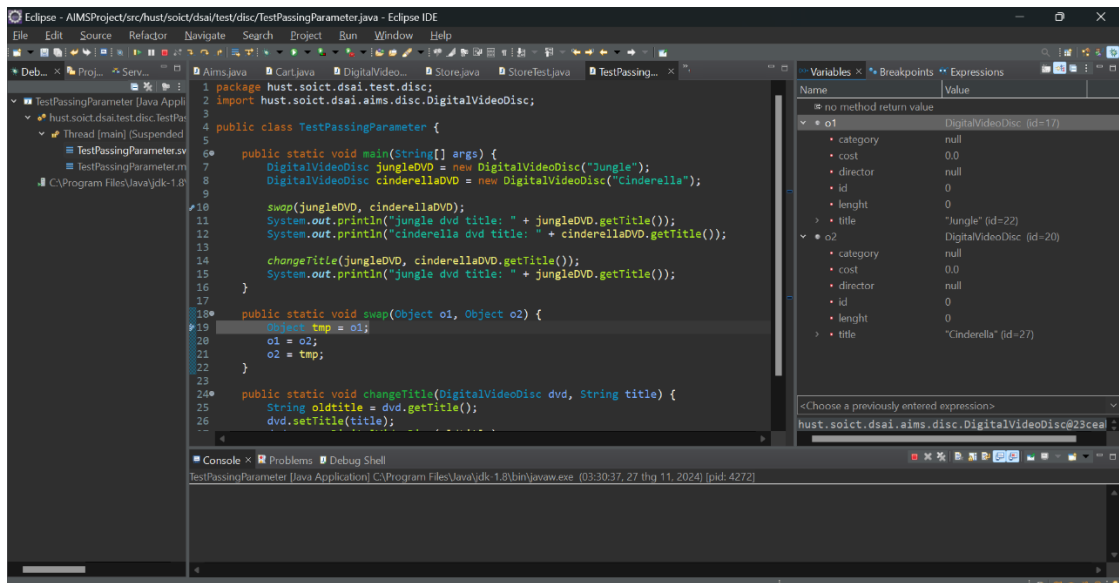 Eclipse - AIMSProject/src/hust/soict/dsai/test/disc/TestPassingParameter.java - Eclipse IDE
File Edit Source Refactor Navigate Search Project Run Window Help
Deb... Proj... Serv...
TestPassingParameter [Java Appli
hust.soict.dsai.test.disc.TestPas
Thread [main] (Suspended
TestPassingParameter.sv
TestPassingParameter.m
C:\Program Files\Java\jdk-1.8\
Aims.java Cart.java DigitalVideo... Store.java StoreTest.java TestPassing...
1 package hust.soict.dsai.test.disc;
2 import hust.soict.dsai.aims.disc.DigitalVideoDisc;
3
4 public class TestPassingParameter {
5
6 public static void main(String[] args) {
7 DigitalVideoDisc jungleDVD = new DigitalVideoDisc("Jungle");
8 DigitalVideoDisc cinderellaDVD = new DigitalVideoDisc("Cinderella");
9
10 swap(jungleDVD, cinderellaDVD);
11 System.out.println("jungle dvd title: " + jungleDVD.getTitle());
12 System.out.println("cinderella dvd title: " + cinderellaDVD.getTitle());
13
14 changeTitle(jungleDVD, cinderellaDVD.getTitle());
15 System.out.println("jungle dvd title: " + jungleDVD.getTitle());
16 }
17
18 public static void swap(Object o1, Object o2) {
19 Object tmp = o1;
20 o1 = o2;
21 o2 = tmp;
22 }
23
24 public static void changeTitle(DigitalVideoDisc dvd, String title) {
25 String oldtitle = dvd.getTitle();
26 dvd.setTitle(title);
Variables Breakpoints Expressions
Name Value
no method return value
o1 DigitalVideoDisc (id=17)
category null
cost 0.0
director null
id 0
lenght 0
title "Jungle" (id=22)
o2 DigitalVideoDisc (id=20)
category null
cost 0.0
director null
id 0
lenght 0
title "Cinderella" (id=27)
<Choose a previously entered expression>
hust.soict.dsai.aims.disc.DigitalVideoDisc@23cea
Console Problems Debug Shell
TestPassingParameter [Java Application] C:\Program Files\Java\jdk-1.8\bin\javaw.exe (03:30:37, 27 thg 11, 2024) [pid: 4272]